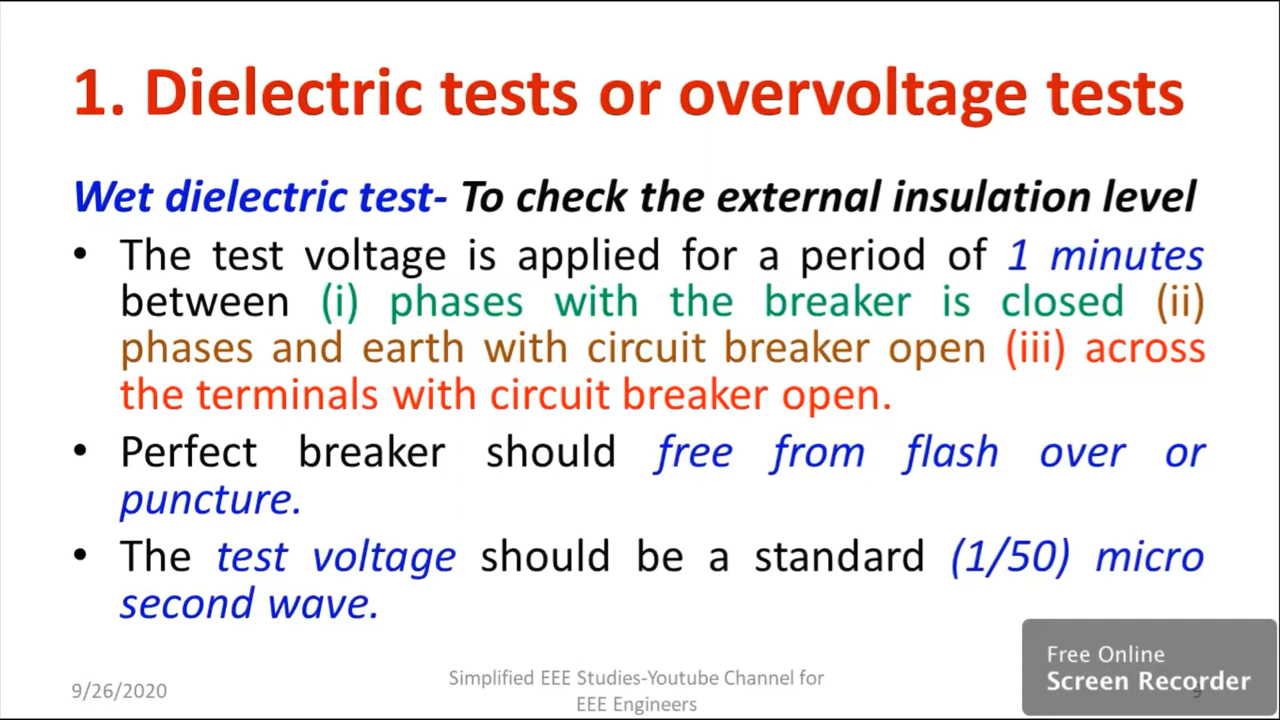 1. Dielectric tests or overvoltage tests
Wet dielectric test- To check the external insulation level
• The test voltage is applied for a period of 1 minutes
between (i) phases with the breaker is closed (ii)
phases and earth with circuit breaker open (iii) across
the terminals with circuit breaker open.
• Perfect breaker should free from flash over or
puncture.
• The test voltage should be a standard (1/50) micro
second wave.
9/26/2020
Simplified EEE Studies-Youtube Channel for
EEE Engineers
9
Free Online
Screen Recorder